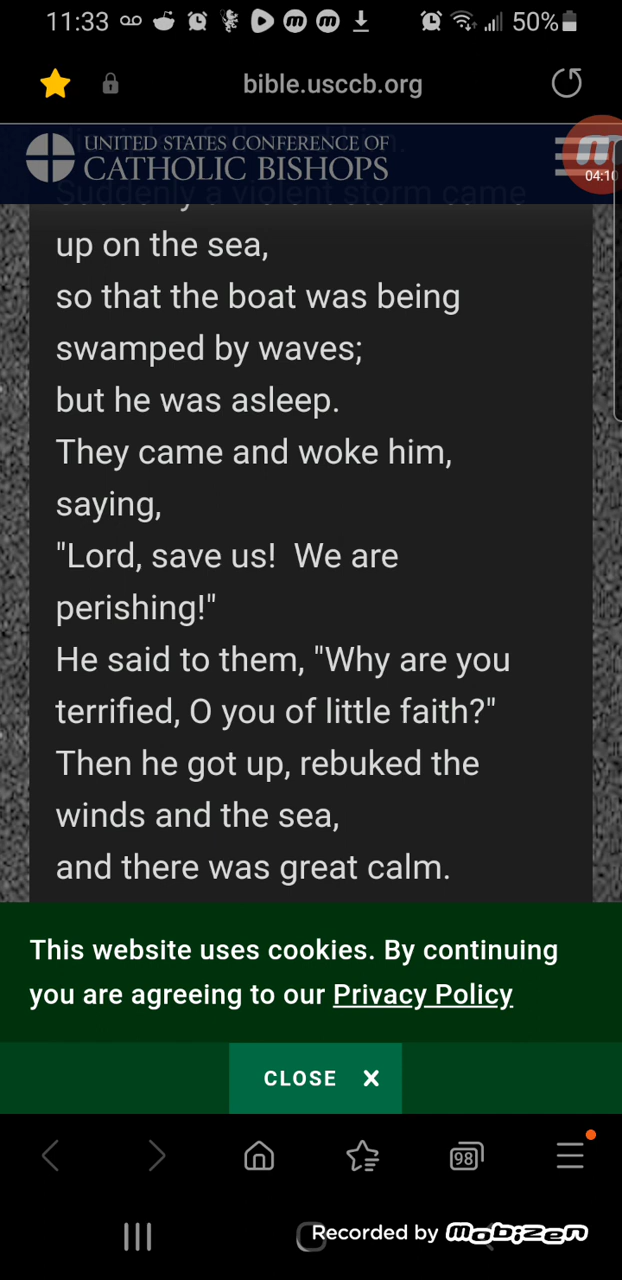 11:33
50%
bible.usccb.org
UNITED STATES CONFERENCE OF
CATHOLIC BISHOPS
04:10
Suddenly a violent storm came
up on the sea,
so that the boat was being
swamped by waves;
but he was asleep.
They came and woke him,
saying,
"Lord, save us!  We are
perishing!"
He said to them, "Why are you
terrified, O you of little faith?"
Then he got up, rebuked the
winds and the sea,
and there was great calm.
This website uses cookies. By continuing
you are agreeing to our Privacy Policy
CLOSE X
98
Recorded by mobizen